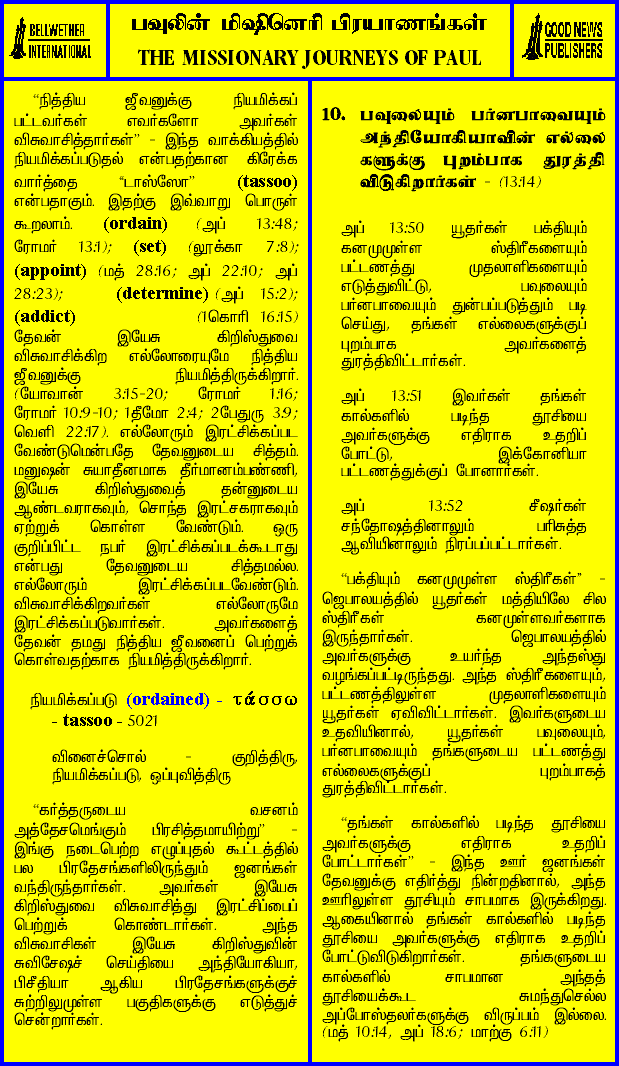 BELLWETHER
INTERNATIONAL
பவுலின் மிஷினெரி பிரயாணங்கள்
THE MISSIONARY JOURNEYS OF PAUL
GOOD NEWS
PUBLISHERS
“நித்திய ஜீவனுக்கு நியமிக்கப்
பட்டவர்கள் எவர்களோ அவர்கள்
விசுவாசித்தார்கள்” - இந்த வாக்கியத்தில்
நியமிக்கப்படுதல் என்பதற்கான கிரேக்க
வார்த்தை “டாஸ்ஸோ” (tassoo)
என்பதாகும். இதற்கு இவ்வாறு பொருள்
கூறலாம். (ordain) (அப் 13:48;
ரோமர் 13:1); (set) (லூக்கா 7:8);
(appoint) (மத் 28:16; அப் 22:10; அப்
28:23); (determine) (அப் 15:2);
(addict) (1கொரி 16:15)
தேவன் இயேசு கிறிஸ்துவை
விசுவாசிக்கிற எல்லோரையுமே நித்திய
ஜீவனுக்கு நியமித்திருக்கிறார்.
(யோவான் 3:15-20; ரோமர் 1:16;
ரோமர் 10:9-10; 1தீமோ 2:4; 2பேதுரு 3:9;
வெளி 22:17). எல்லோரும் இரட்சிக்கப்பட
வேண்டுமென்பதே தேவனுடைய சித்தம்.
மனுஷன் சுயாதீனமாக தீர்மானம்பண்ணி,
இயேசு கிறிஸ்துவைத் தன்னுடைய
ஆண்டவராகவும், சொந்த இரட்சகராகவும்
ஏற்றுக் கொள்ள வேண்டும். ஒரு
குறிப்பிட்ட நபர் இரட்சிக்கப்படக்கூடாது
என்பது தேவனுடைய சித்தமல்ல.
எல்லோரும் இரட்சிக்கப்படவேண்டும்.
விசுவாசிக்கிறவர்கள் எல்லோருமே
இரட்சிக்கப்படுவார்கள். அவர்களைத்
தேவன் தமது நித்திய ஜீவனைப் பெற்றுக்
கொள்வதற்காக நியமித்திருக்கிறார்.
நியமிக்கப்படு (ordained) - τάσσω
- tassoo - 5021
வினைச்சொல் - குறித்திரு,
நியமிக்கப்படு, ஒப்புவித்திரு
“கர்த்தருடைய வசனம்
அத்தேசமெங்கும் பிரசித்தமாயிற்று” -
இங்கு நடைபெற்ற எழுப்புதல் கூட்டத்தில்
பல பிரதேசங்களிலிருந்தும் ஜனங்கள்
வந்திருந்தார்கள். அவர்கள் இயேசு
கிறிஸ்துவை விசுவாசித்து இரட்சிப்பைப்
பெற்றுக் கொண்டார்கள். அந்த
விசுவாசிகள் இயேசு கிறிஸ்துவின்
சுவிசேஷச் செய்தியை அந்தியோகியா,
பிசீதியா ஆகிய பிரதேசங்களுக்குச்
சுற்றிலுமுள்ள பகுதிகளுக்கு எடுத்துச்
சென்றார்கள்.
10. பவுலையும் பர்னபாவையும்
அந்தியோகியாவின் எல்லை
களுக்கு புறம்பாக துரத்தி
விடுகிறார்கள் - (13:14)
அப் 13:50 யூதர்கள் பக்தியும்
கனமுமுள்ள ஸ்திரீகளையும்
பட்டணத்து முதலாளிகளையும்
எடுத்துவிட்டு, பவுலையும்
பர்னபாவையும் துன்பப்படுத்தும் படி
செய்து, தங்கள் எல்லைகளுக்குப்
புறம்பாக அவர்களைத்
துரத்திவிட்டார்கள்.
அப் 13:51 இவர்கள் தங்கள்
கால்களில் படிந்த தூசியை
அவர்களுக்கு எதிராக உதறிப்
போட்டு, இக்கோனியா
பட்டணத்துக்குப் போனார்கள்.
அப் 13:52 சீஷர்கள்
சந்தோஷத்தினாலும் பரிசுத்த
ஆவியினாலும் நிரப்பப்பட்டார்கள்.
“பக்தியும் கனமுமுள்ள ஸ்திரீகள்” -
ஜெபாலயத்தில் யூதர்கள் மத்தியிலே சில
ஸ்திரீகள் கனமுள்ளவர்களாக
இருந்தார்கள். ஜெபாலயத்தில்
அவர்களுக்கு உயர்ந்த அந்தஸ்து
வழங்கப்பட்டிருந்தது. அந்த ஸ்திரீகளையும்,
பட்டணத்திலுள்ள முதலாளிகளையும்
யூதர்கள் ஏவிவிட்டார்கள். இவர்களுடைய
உதவியினால், யூதர்கள் பவுலையும்,
பர்னபாவையும் தங்களுடைய பட்டணத்து
எல்லைகளுக்குப் புறம்பாகத்
துரத்திவிட்டார்கள்.
“தங்கள் கால்களில் படிந்த தூசியை
அவர்களுக்கு எதிராக உதறிப்
போட்டார்கள்” - இந்த ஊர் ஜனங்கள்
தேவனுக்கு எதிர்த்து நின்றதினால், அந்த
ஊரிலுள்ள தூசியும் சாபமாக இருக்கிறது.
ஆகையினால் தங்கள் கால்களில் படிந்த
தூசியை அவர்களுக்கு எதிராக உதறிப்
போட்டுவிடுகிறார்கள். தங்களுடைய
கால்களில் சாபமான அந்தத்
தூசியைக்கூட சுமந்துசெல்ல
அப்போஸ்தலர்களுக்கு விருப்பம் இல்லை.
(மத் 10:14, அப் 18:6; மாற்கு 6:11)